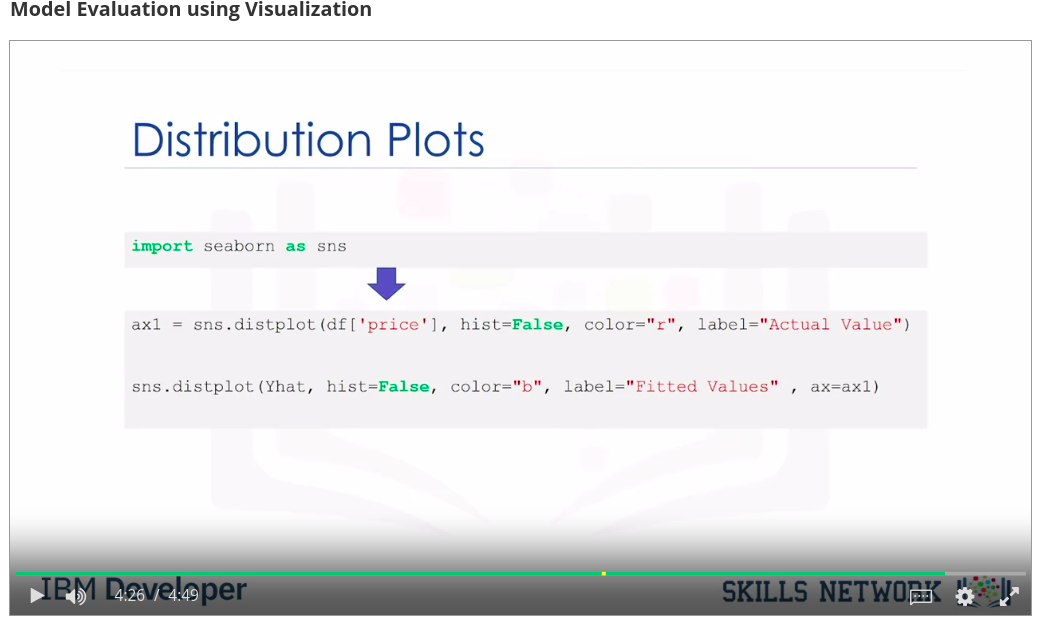 Model Evaluation using Visualization
Distribution Plots
import seaborn as sns
ax1 = sns.distplot(df['price'], hist=False, color="r", label="Actual Value")
sns.distplot(Yhat, hist=False, color="b", label="Fitted Values" , ax=ax1)
IBM Developer
4:26 / 4:49
SKILLS NETWORK